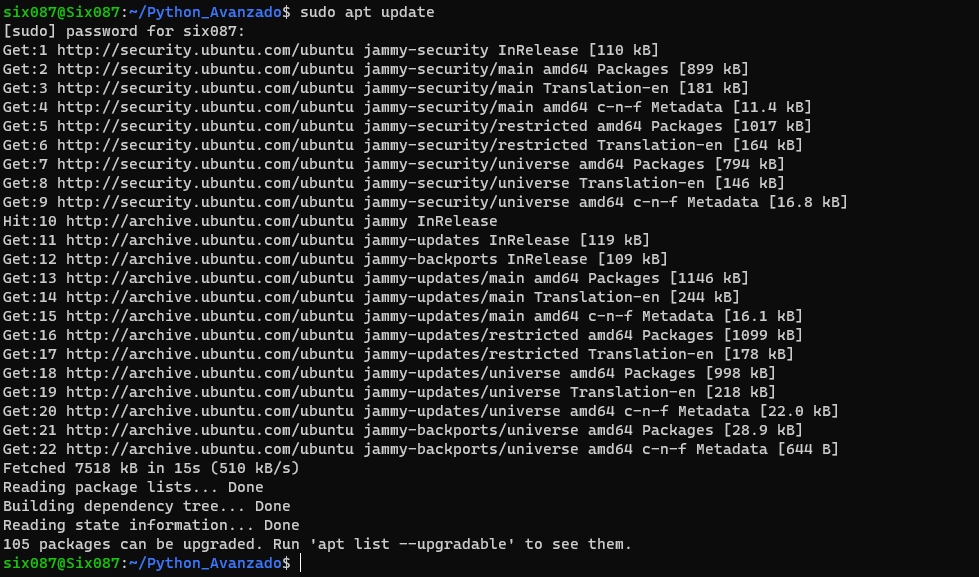 six087@Six087:~/Python_Avanzado$ sudo apt update
[sudo] password for six087:
Get:1 http://security.ubuntu.com/ubuntu jammy-security InRelease [110 kB]
Get:2 http://security.ubuntu.com/ubuntu jammy-security/main amd64 Packages [899 kB]
Get:3 http://security.ubuntu.com/ubuntu jammy-security/main Translation-en [181 kB]
Get:4 http://security.ubuntu.com/ubuntu jammy-security/main amd64 c-n-f Metadata [11.4 kB]
Get:5 http://security.ubuntu.com/ubuntu jammy-security/restricted amd64 Packages [1017 kB]
Get:6 http://security.ubuntu.com/ubuntu jammy-security/restricted Translation-en [164 kB]
Get:7 http://security.ubuntu.com/ubuntu jammy-security/universe amd64 Packages [794 kB]
Get:8 http://security.ubuntu.com/ubuntu jammy-security/universe Translation-en [146 kB]
Get:9 http://security.ubuntu.com/ubuntu jammy-security/universe amd64 c-n-f Metadata [16.8 kB]
Hit:10 http://archive.ubuntu.com/ubuntu jammy InRelease
Get:11 http://archive.ubuntu.com/ubuntu jammy-updates InRelease [119 kB]
Get:12 http://archive.ubuntu.com/ubuntu jammy-backports InRelease [109 kB]
Get:13 http://archive.ubuntu.com/ubuntu jammy-updates/main amd64 Packages [1146 kB]
Get:14 http://archive.ubuntu.com/ubuntu jammy-updates/main Translation-en [244 kB]
Get:15 http://archive.ubuntu.com/ubuntu jammy-updates/main amd64 c-n-f Metadata [16.1 kB]
Get:16 http://archive.ubuntu.com/ubuntu jammy-updates/restricted amd64 Packages [1099 kB]
Get:17 http://archive.ubuntu.com/ubuntu jammy-updates/restricted Translation-en [178 kB]
Get:18 http://archive.ubuntu.com/ubuntu jammy-updates/universe amd64 Packages [998 kB]
Get:19 http://archive.ubuntu.com/ubuntu jammy-updates/universe Translation-en [218 kB]
Get:20 http://archive.ubuntu.com/ubuntu jammy-updates/universe amd64 c-n-f Metadata [22.0 kB]
Get:21 http://archive.ubuntu.com/ubuntu jammy-backports/universe amd64 Packages [28.9 kB]
Get:22 http://archive.ubuntu.com/ubuntu jammy-backports/universe amd64 c-n-f Metadata [644 B]
Fetched 7518 kB in 15s (510 kB/s)
Reading package lists... Done
Building dependency tree... Done
Reading state information... Done
105 packages can be upgraded. Run 'apt list --upgradable' to see them.
six087@Six087:~/Python_Avanzado$